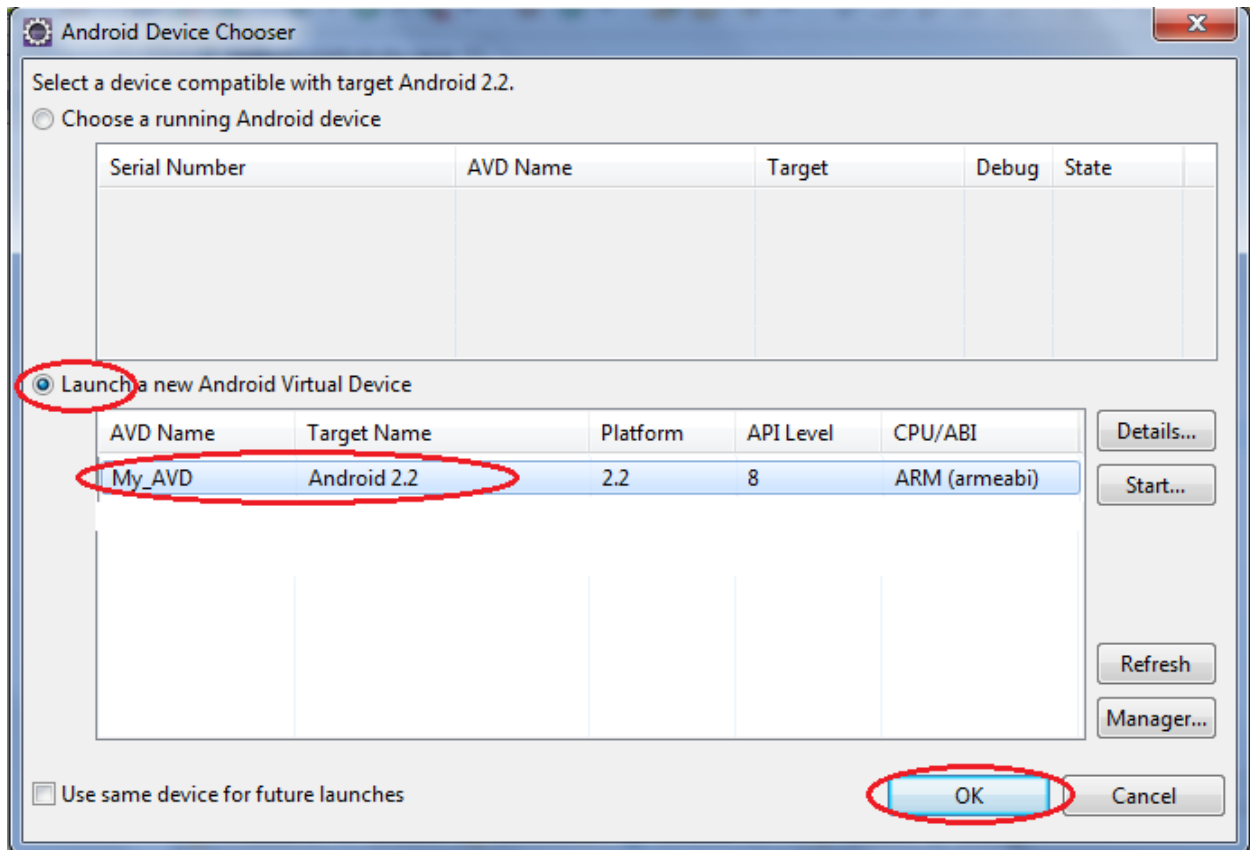 Android Device Chooser
Select a device compatible with target Android 2.2.
Choose a running Android device
Serial Number AVD Name Target Debug State
Launch a new Android Virtual Device
AVD Name Target Name Platform API Level CPU/ABI Details...
My_AVD Android 2.2 2.2 8 ARM (armeabi) Start...
Refresh
Manager...
Use same device for future launches OK Cancel